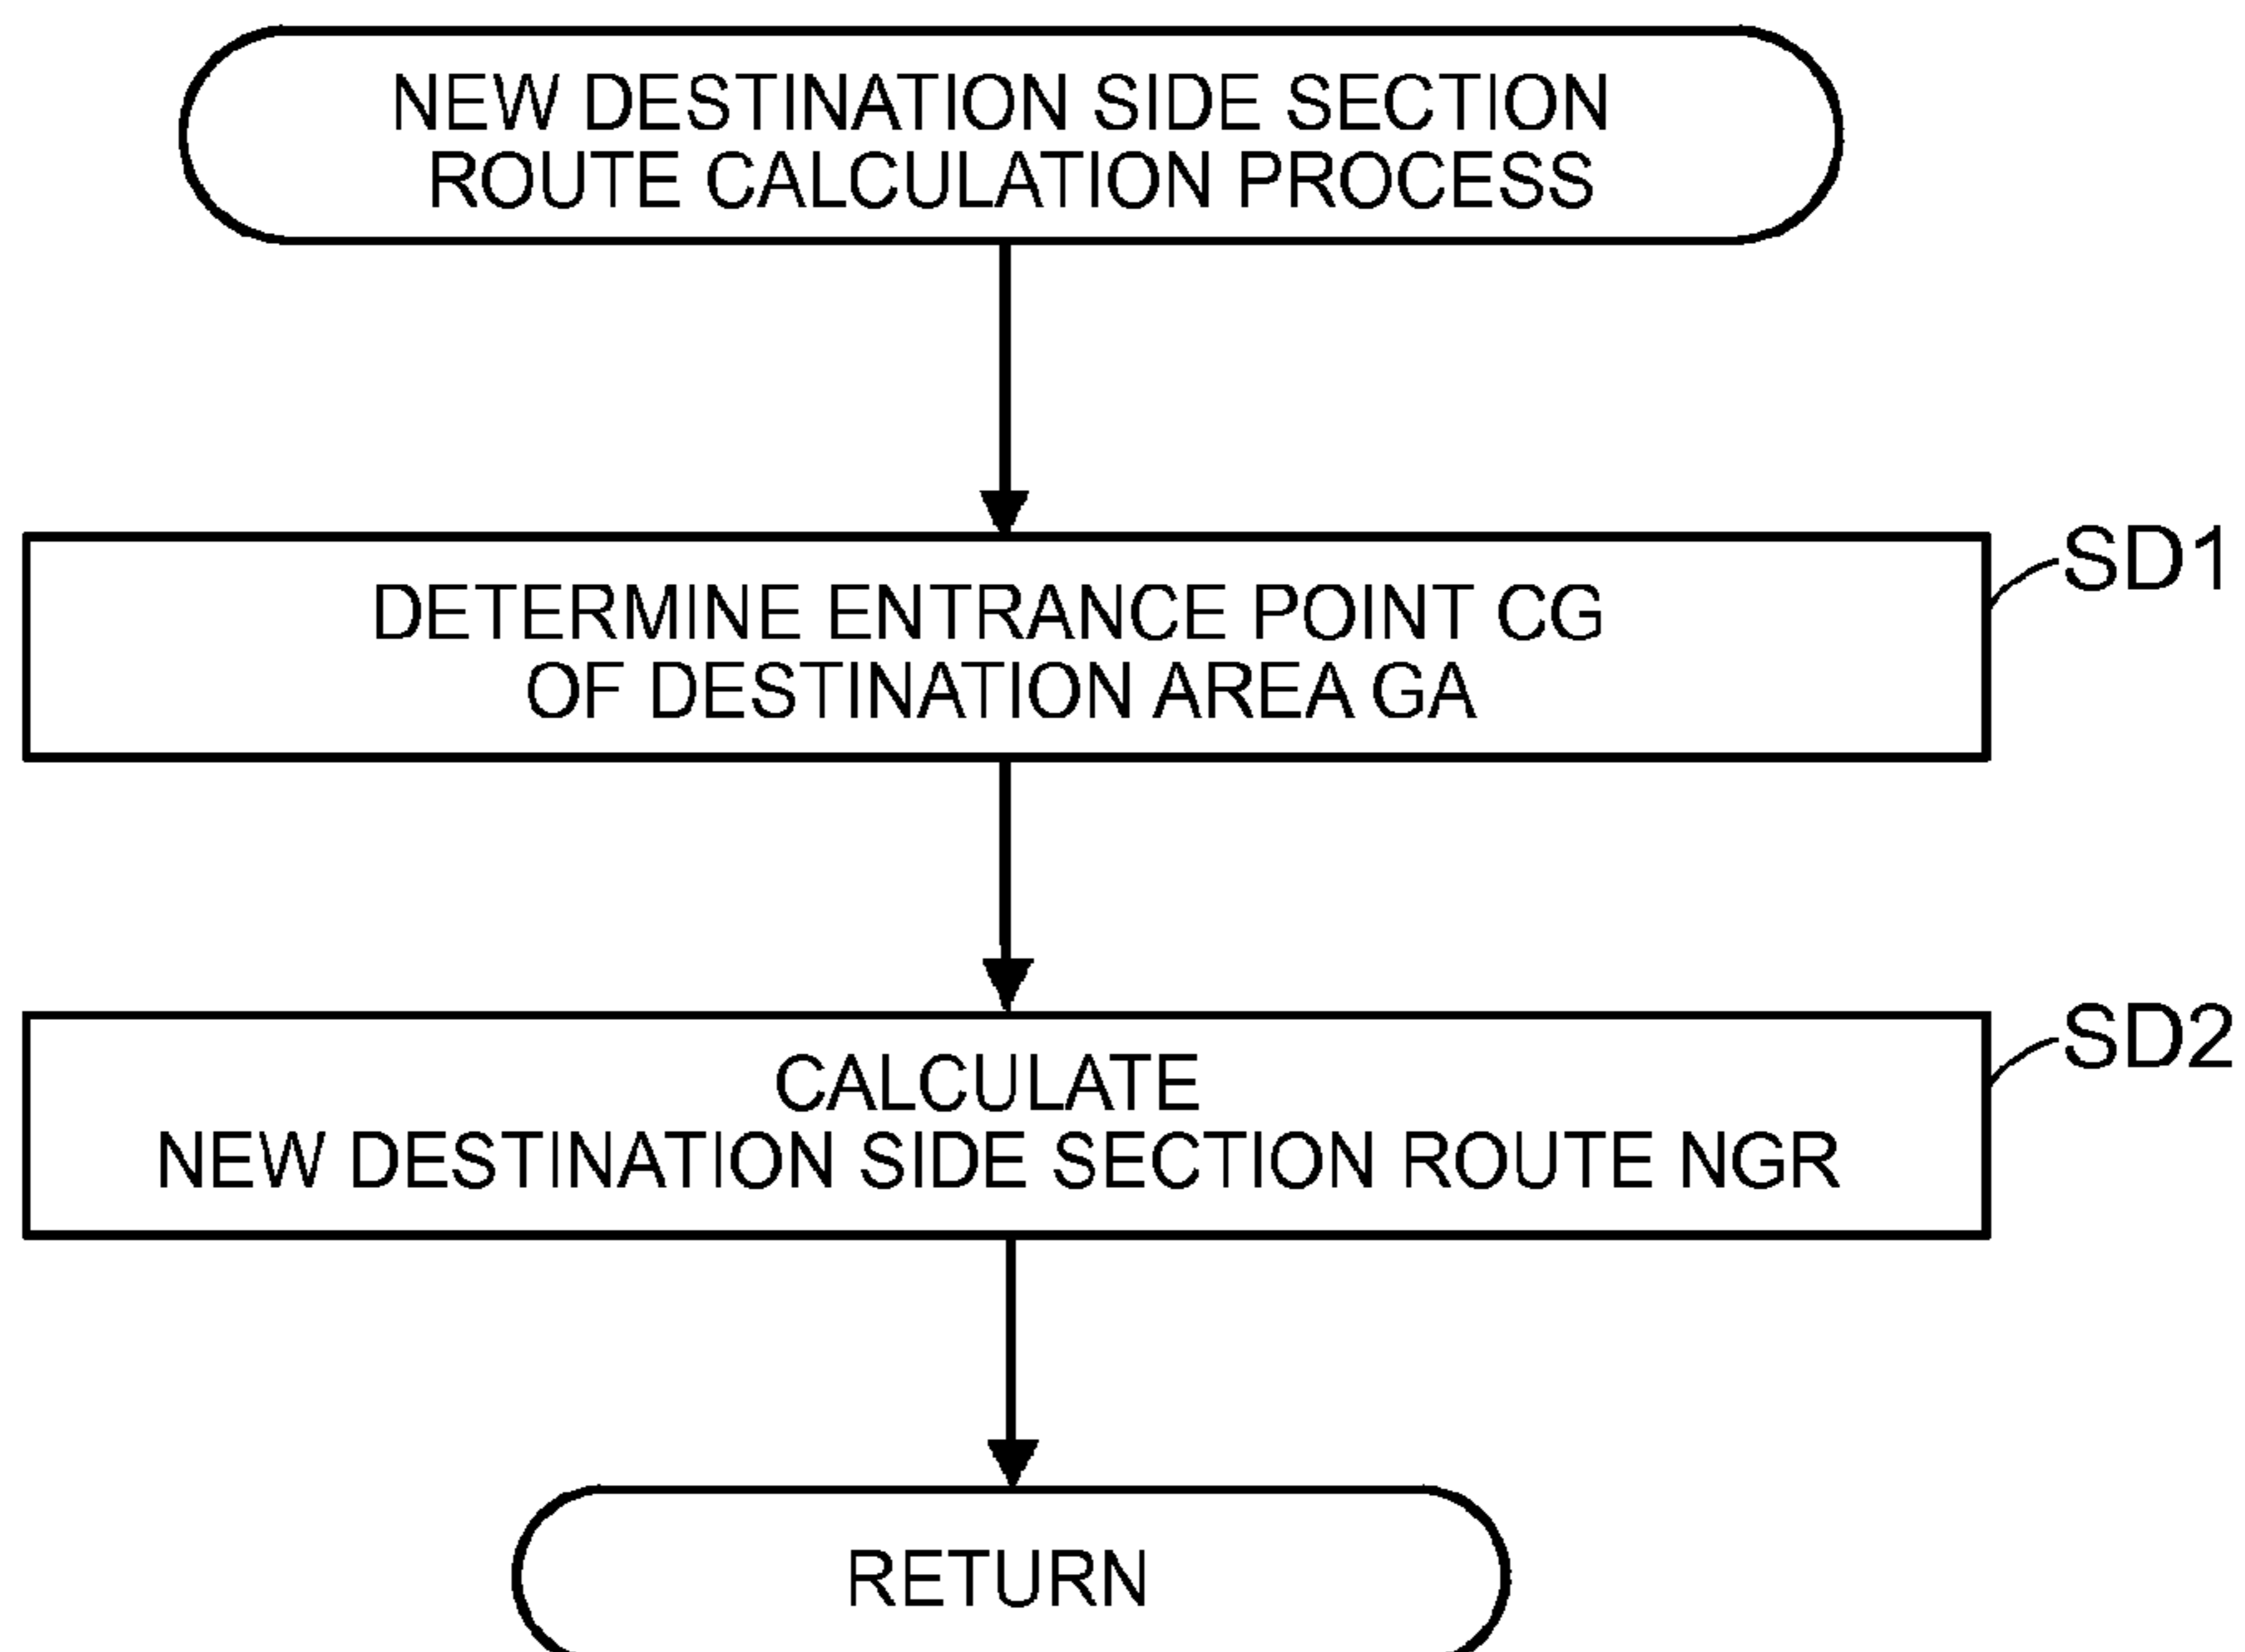 NEW DESTINATION SIDE SECTION
ROUTE CALCULATION PROCESS
DETERMINE ENTRANCE POINT CG
OF DESTINATION AREA GA
SD1
CALCULATE
NEW DESTINATION SIDE SECTION ROUTE NGR
SD2
RETURN